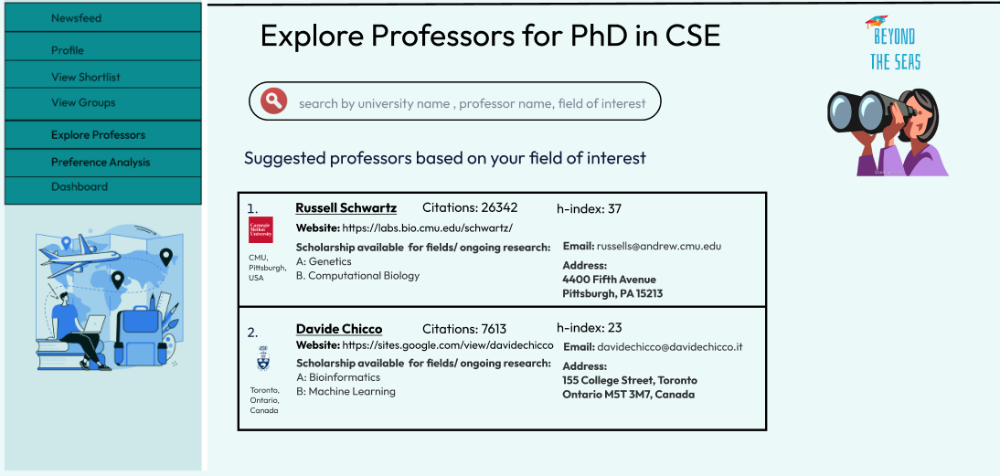 Newsfeed
Profile
View Shortlist
View Groups
Explore Professors
Preference Analysis
Dashboard
Explore Professors for PhD in CSE
BEYOND
THE SEAS
search by university name , professor name, field of interest
Suggested professors based on your field of interest
1.
Carnegie
Mellon
University
CMU,
Pittsburgh,
USA
Russell Schwartz Citations: 26342 h-index: 37
Website: https://labs.bio.cmu.edu/schwartz/
Scholarship available for fields/ ongoing research:
A: Genetics
B. Computational Biology
Email: russells@andrew.cmu.edu
Address:
4400 Fifth Avenue
Pittsburgh, PA 15213
2.
Toronto,
Ontario,
Canada
Davide Chicco Citations: 7613 h-index: 23
Website: https://sites.google.com/view/davidechicco
Scholarship available for fields/ ongoing research:
A: Bioinformatics
B: Machine Learning
Email: davidechicco@davidechicco.it
Address:
155 College Street, Toronto
Ontario M5T 3M7, Canada